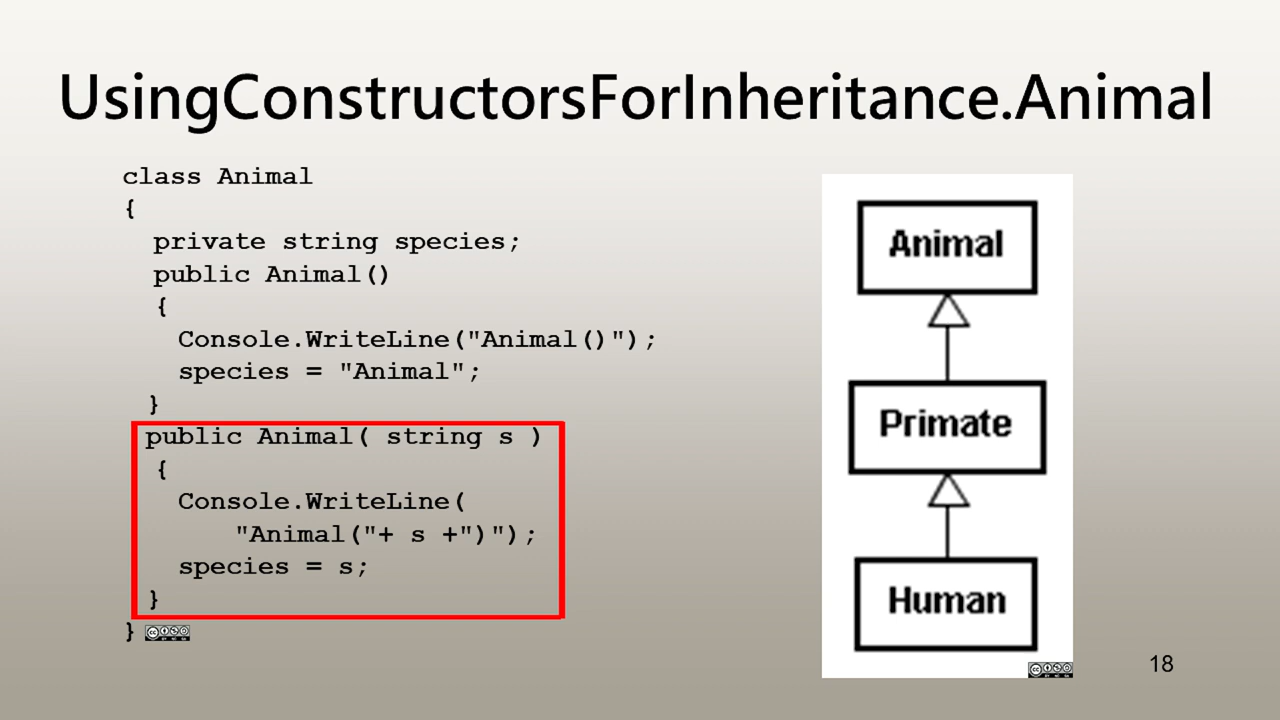 UsingConstructorsForInheritance.Animal
class Animal
{
private string species;
public Animal()
{
Console.WriteLine("Animal()");
species = "Animal";
}
public Animal( string s )
{
Console.WriteLine(
"Animal("+ s +")");
species = s;
}
}
Animal
Primate
Human
18